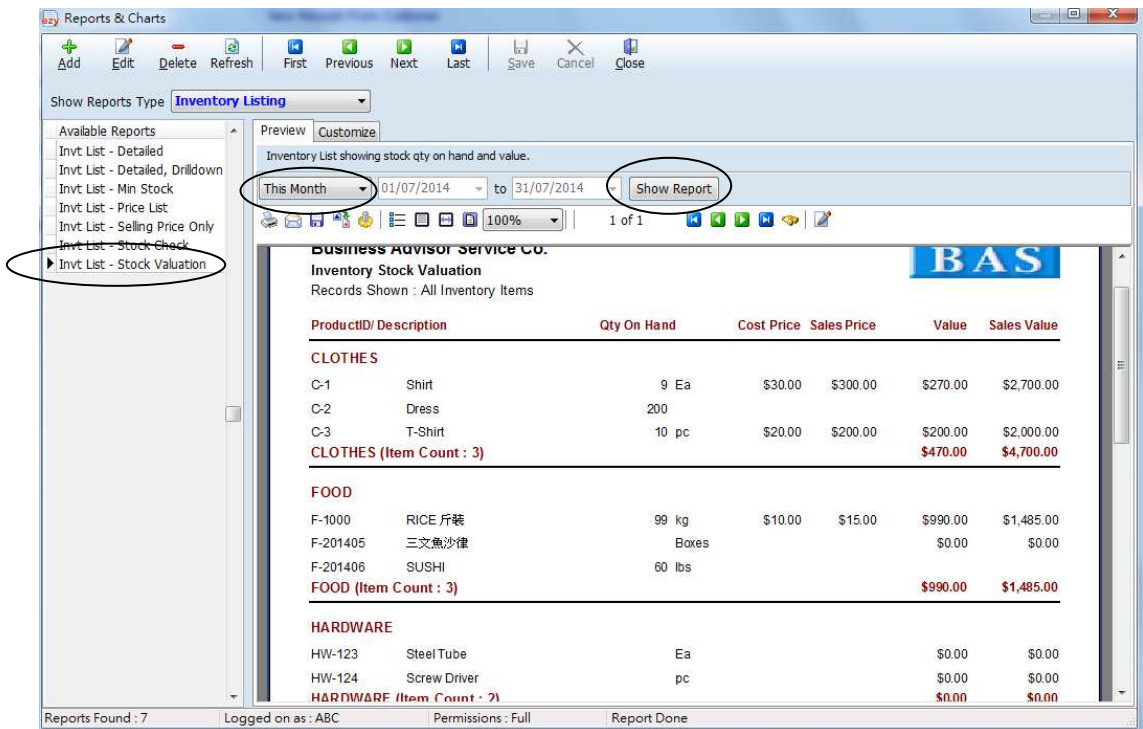 ezy Reports & Charts
Add Edit Delete Refresh First Previous Next Last Save Cancel Close
Show Reports Type Inventory Listing
Available Reports
Invt List - Detailed
Invt List - Detailed, Drilldown
Invt List - Min Stock
Invt List - Price List
Invt List - Selling Price Only
Invt List - Stock Check
Invt List - Stock Valuation
Preview Customize
Inventory List showing stock qty on hand and value.
This Month 01/07/2014 to 31/07/2014 Show Report
100% 1 of 1
Business Advisor Service Co.
BAS
Inventory Stock Valuation
Records Shown : All Inventory Items
ProductID/Description Qty On Hand Cost Price Sales Price Value Sales Value
CLOTHES
C-1 Shirt 9 Ea $30.00 $300.00 $270.00 $2,700.00
C-2 Dress 200
C-3 T-Shirt 10 pc $20.00 $200.00 $200.00 $2,000.00
CLOTHES (Item Count : 3) $470.00 $4,700.00
FOOD
F-1000 RICE 斤裝 99 kg $10.00 $15.00 $990.00 $1,485.00
F-201405 三文魚沙律 Boxes $0.00 $0.00
F-201406 SUSHI 60 lbs
FOOD (Item Count : 3) $990.00 $1,485.00
HARDWARE
HW-123 Steel Tube Ea $0.00 $0.00
HW-124 Screw Driver pc $0.00 $0.00
HARDWARE (Item Count : 2) $0.00 $0.00
Reports Found : 7 Logged on as : ABC Permissions : Full Report Done